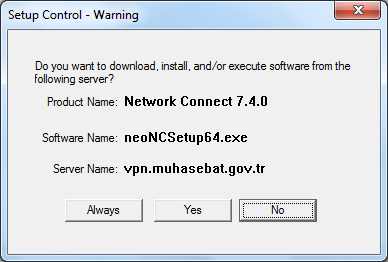 Setup Control - Warning
Do you want to download, install, and/or execute software from the
following server?
Product Name: Network Connect 7.4.0
Software Name: neoNCSetup64.exe
Server Name: vpn.muhasebat.gov.tr
Always Yes No